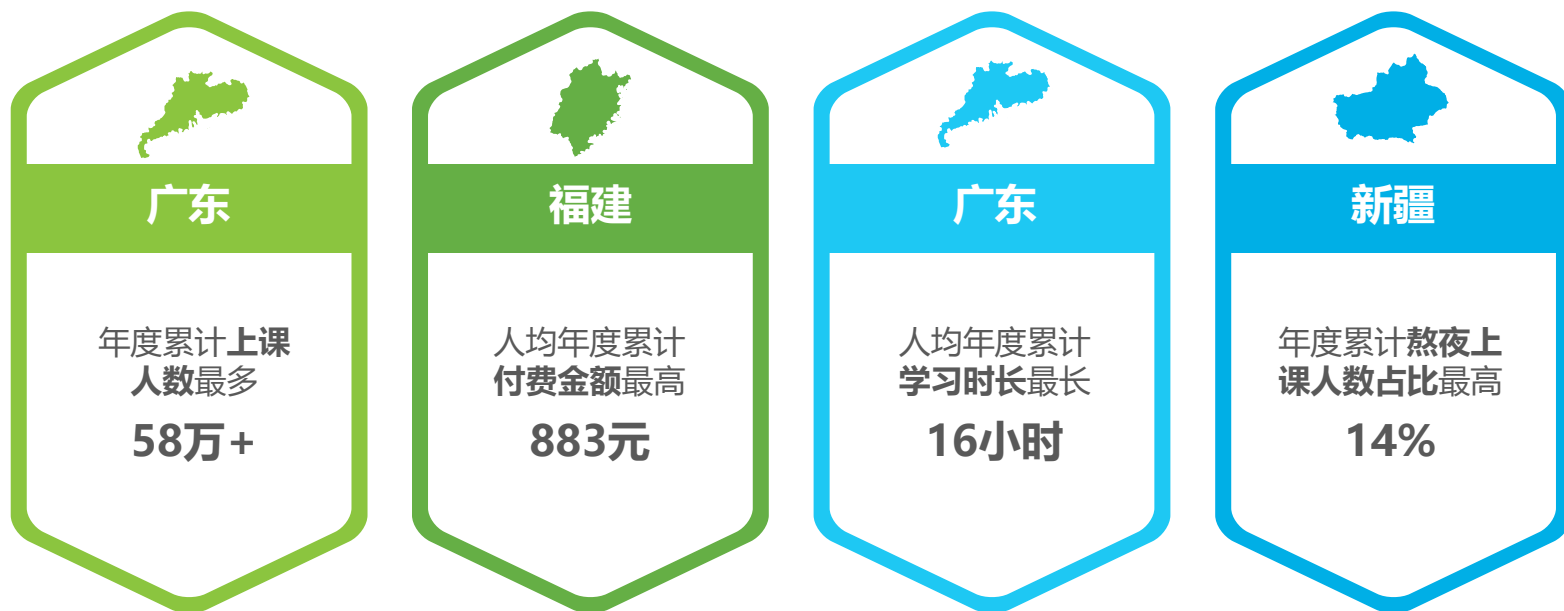 广东
年度累计上课
人数最多
58万+
福建
人均年度累计
付费金额最高
883元
广东
人均年度累计
学习时长最长
16小时
新疆
年度累计熬夜上
课人数占比最高
14%